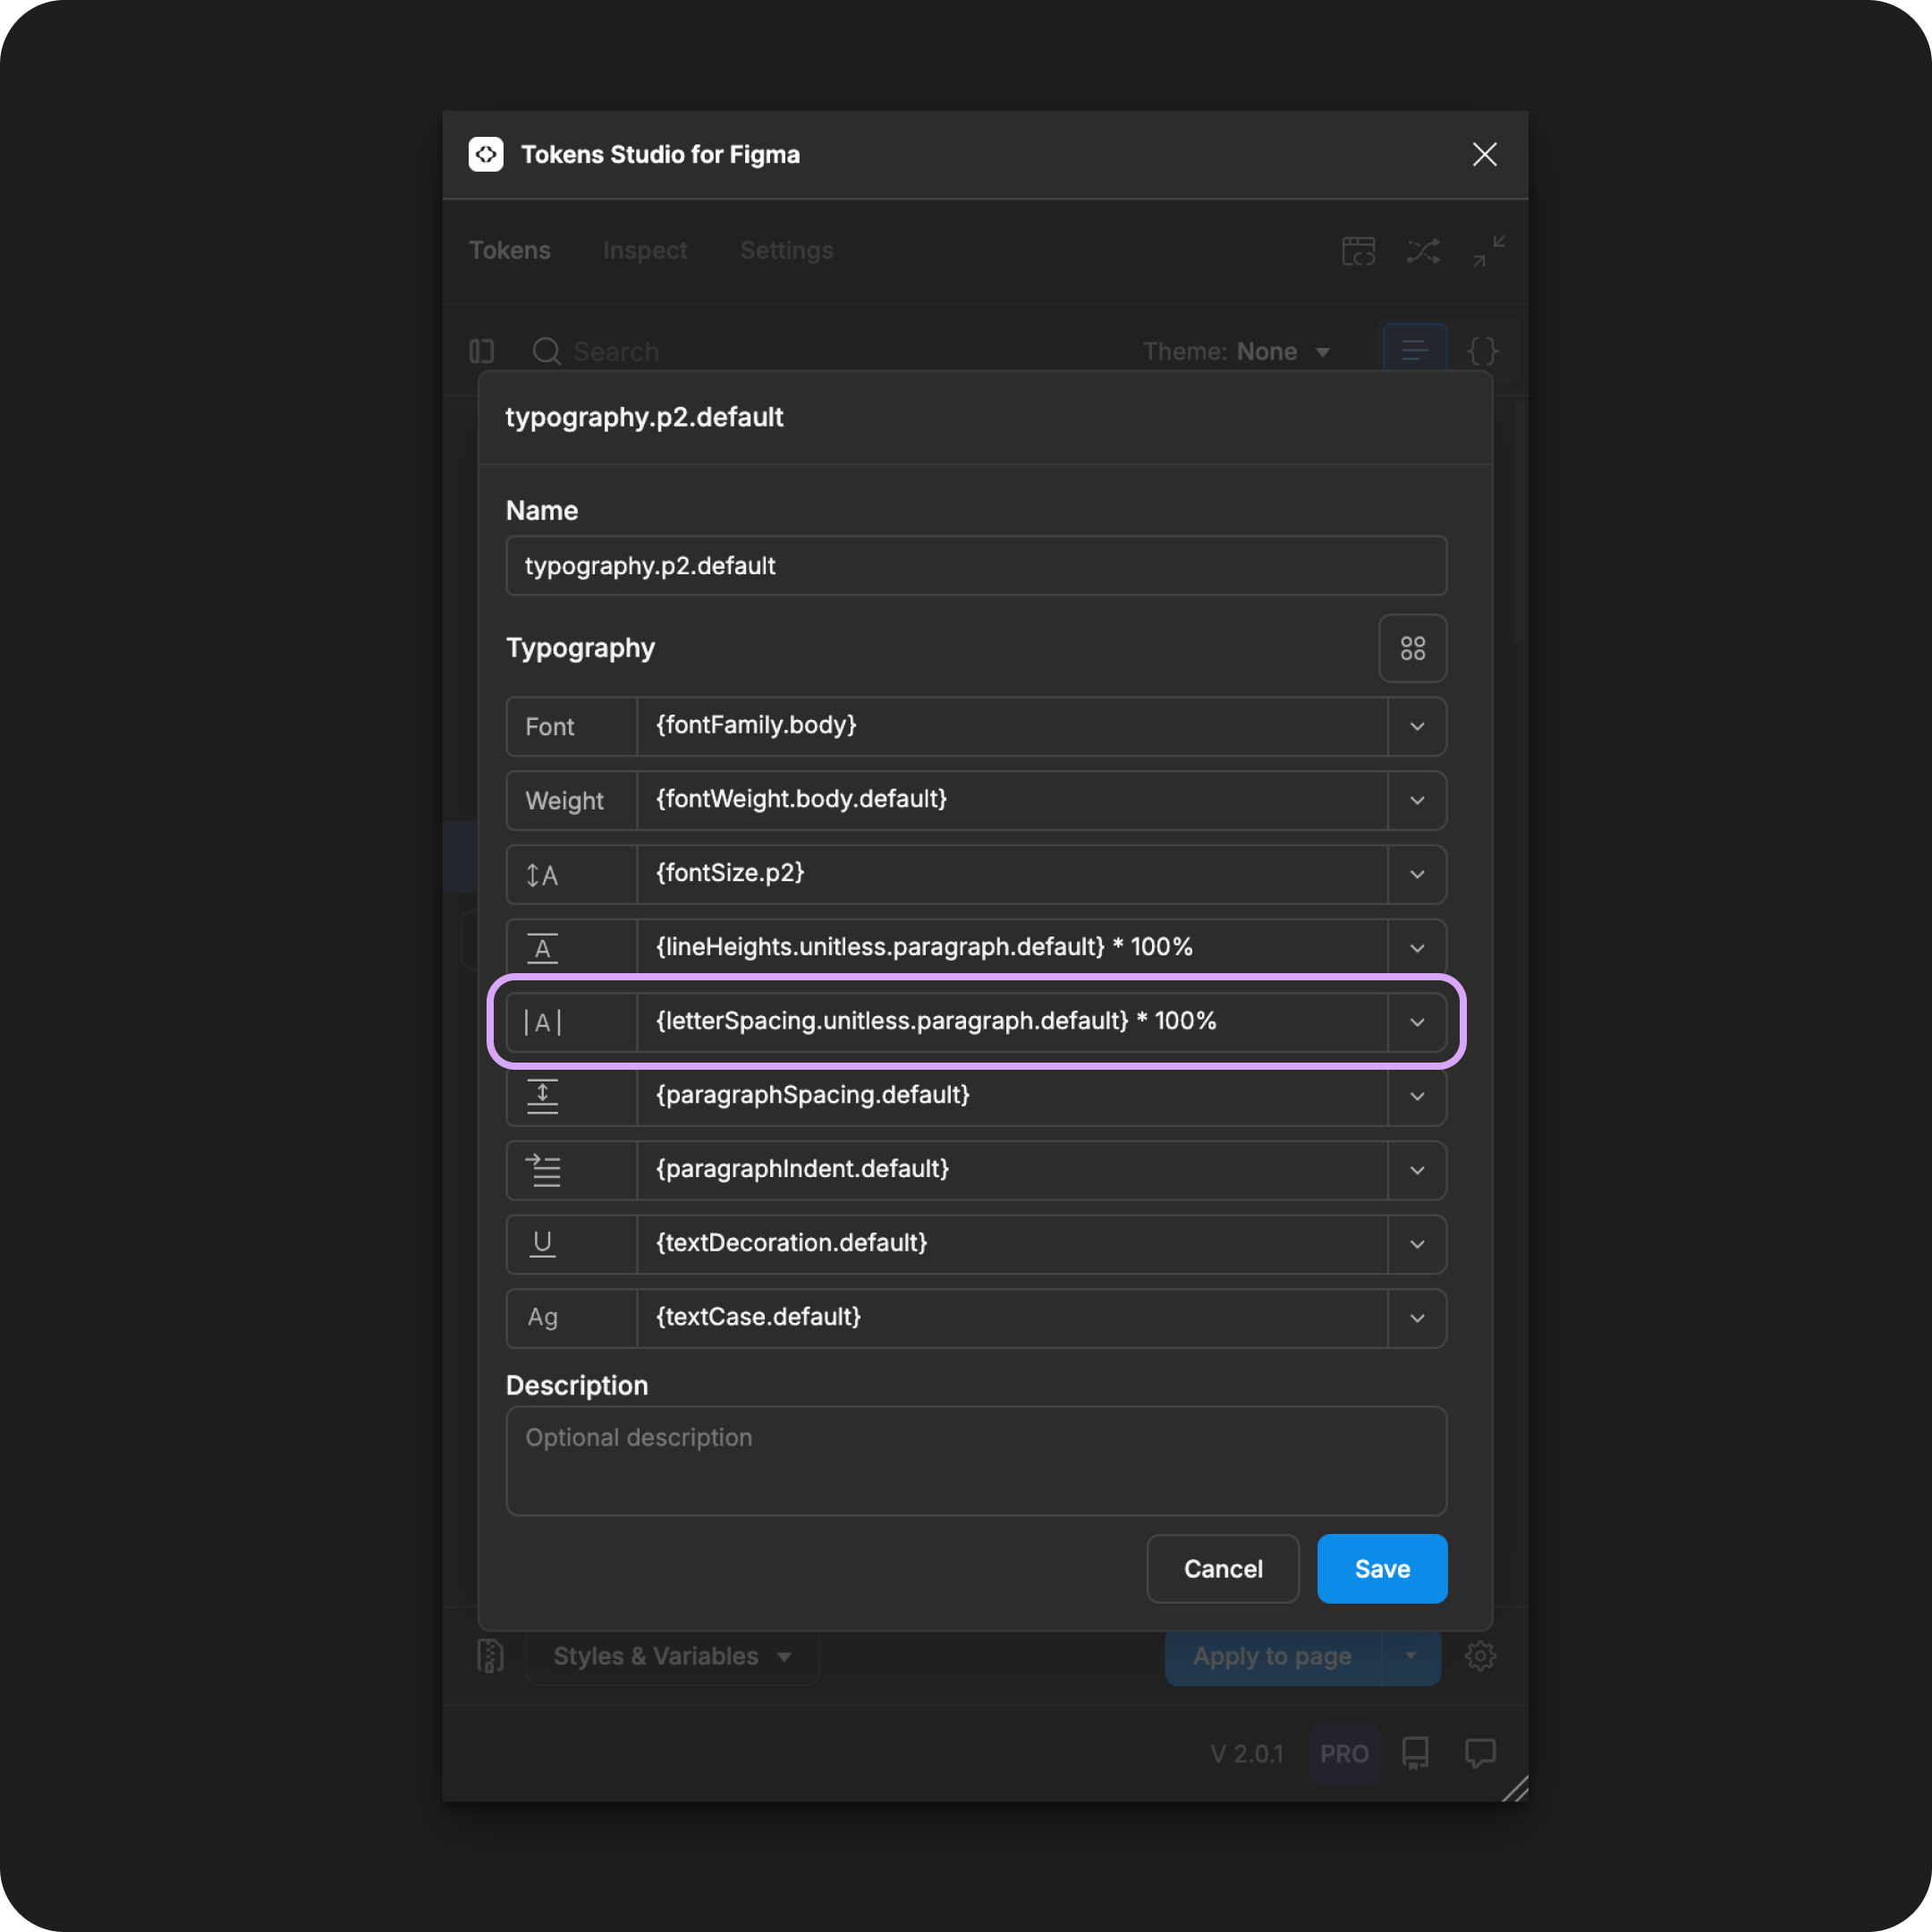 Tokens Studio for Figma
Tokens Inspect Settings
Search Theme: None
typography.p2.default
Name
typography.p2.default
Typography
Font {fontFamily.body}
Weight {fontWeight.body.default}
A {fontSize.p2}
A {lineHeights.unitless.paragraph.default} * 100%
|A| {letterSpacing.unitless.paragraph.default} * 100%
{paragraphSpacing.default}
{paragraphIndent.default}
U {textDecoration.default}
Ag {textCase.default}
Description
Optional description
Cancel Save
Styles & Variables Apply to page
V 2.0.1 PRO